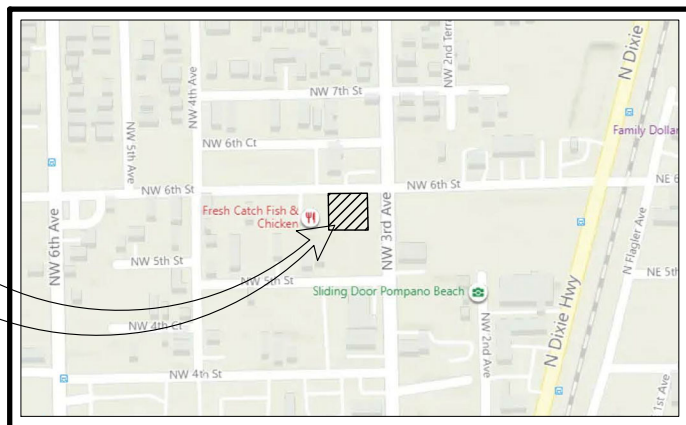 NW 4th Ave
NW 2nd Terr
N Dixie
NW 7th St
Family Dollar
NW 5th Ave
NW 6th Ct
NW 6th St
NW 6th St
NE 6
Fresh Catch Fish &
Chicken
NW 6th Ave
NW 3rd Ave
N Flagler Ave
NW 5th St
NW 5th St
NE 5th
Sliding Door Pompano Beach
N Dixie Hwy
NW 4th Ct
NW 2nd Ave
NW 4th St
1st Ave